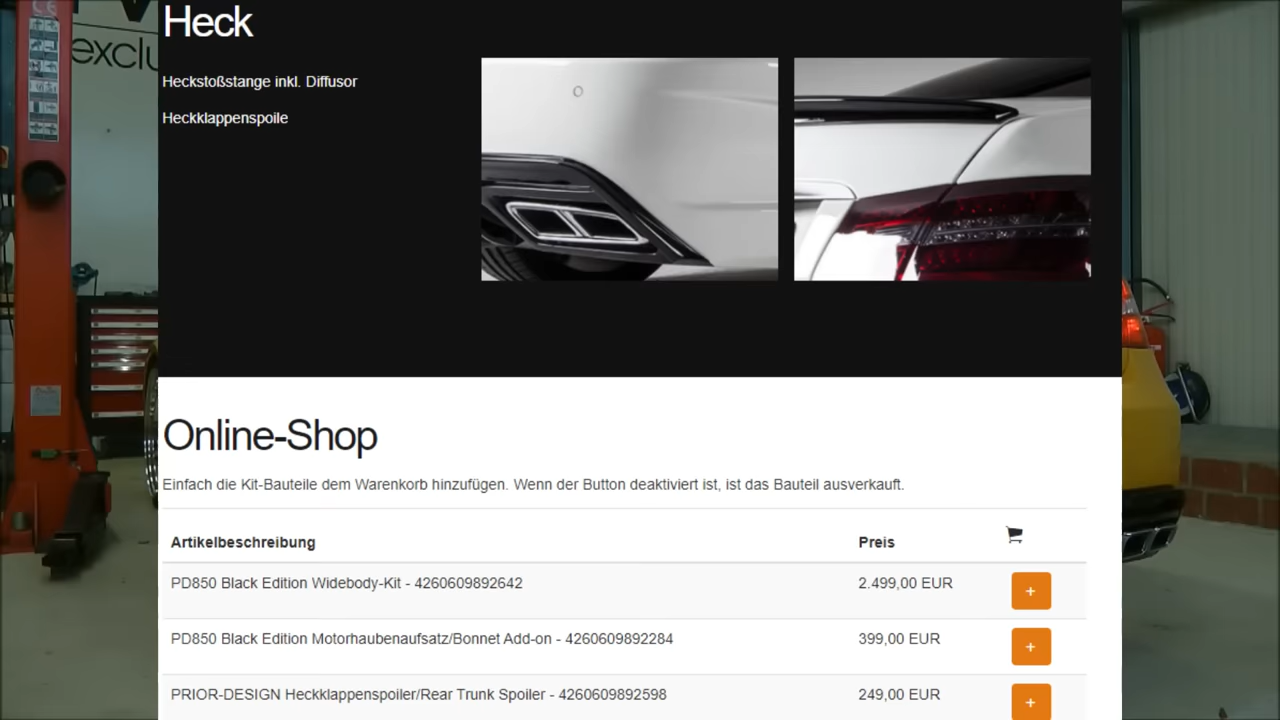 CE
exclu
Heck
Heckstoßstange inkl. Diffusor
Heckklappenspoile
Online-Shop
Einfach die Kit-Bauteile dem Warenkorb hinzufügen. Wenn der Button deaktiviert ist, ist das Bauteil ausverkauft.
Artikelbeschreibung Preis
PD850 Black Edition Widebody-Kit - 4260609892642 2.499,00 EUR +
PD850 Black Edition Motorhaubenaufsatz/Bonnet Add-on - 4260609892284 399,00 EUR +
PRIOR-DESIGN Heckklappenspoiler/Rear Trunk Spoiler - 4260609892598 249,00 EUR +